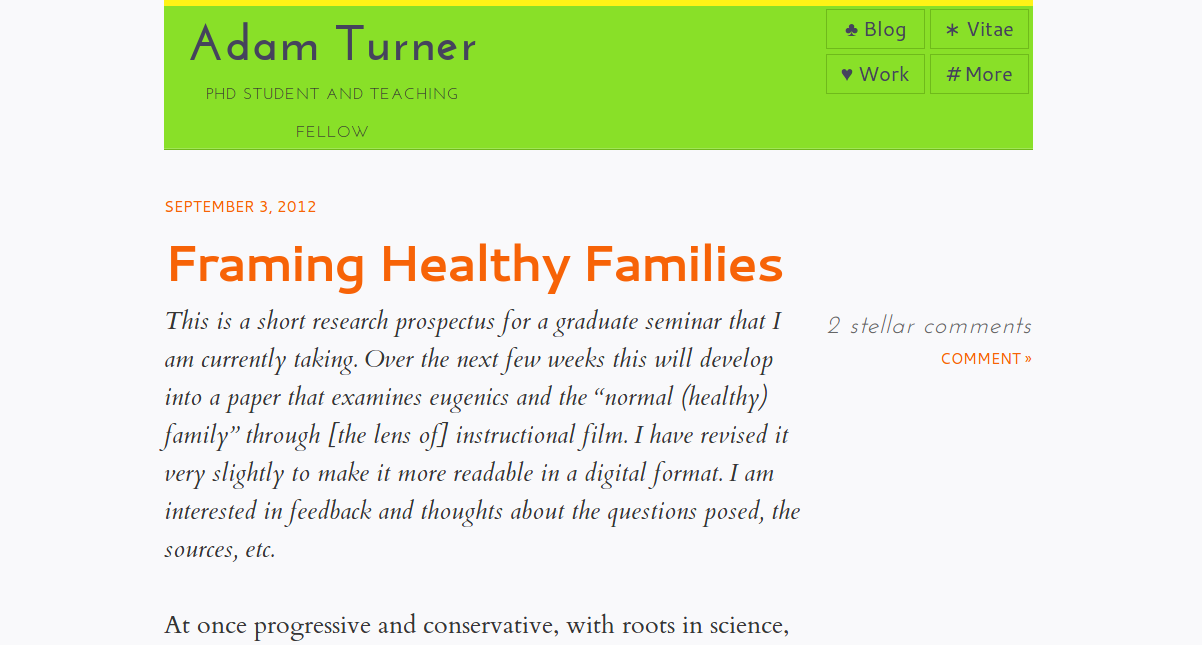 Adam Turner
PHD STUDENT AND TEACHING
FELLOW
♣ Blog
∗ Vitae
♥ Work
# More
SEPTEMBER 3, 2012
Framing Healthy Families
This is a short research prospectus for a graduate seminar that I
am currently taking. Over the next few weeks this will develop
into a paper that examines eugenics and the “normal (healthy)
family” through [the lens of] instructional film. I have revised it
very slightly to make it more readable in a digital format. I am
interested in feedback and thoughts about the questions posed, the
sources, etc.
2 stellar comments
COMMENT »
At once progressive and conservative, with roots in science,